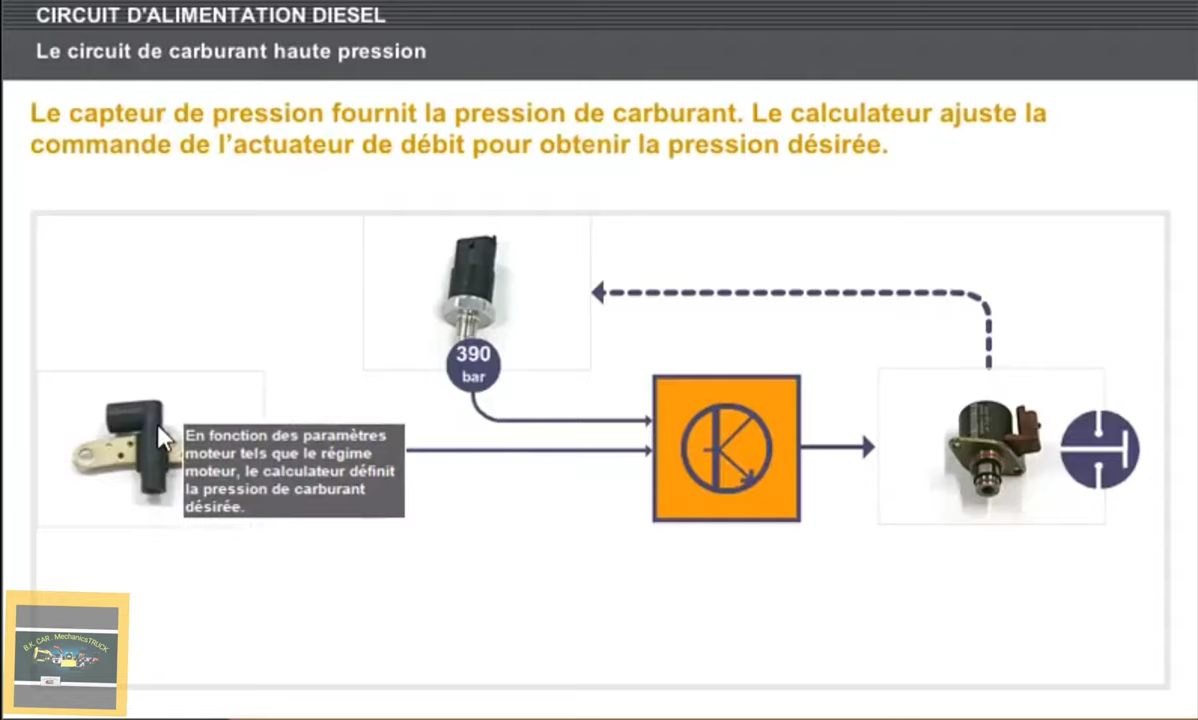 CIRCUIT D'ALIMENTATION DIESEL
Le circuit de carburant haute pression
Le capteur de pression fournit la pression de carburant. Le calculateur ajuste la
commande de l’actuateur de débit pour obtenir la pression désirée.
390
bar
En fonction des paramètres
moteur tels que le régime
moteur, le calculateur définit
la pression de carburant
désirée.
B.K. CAR . MechanicsTRUCK